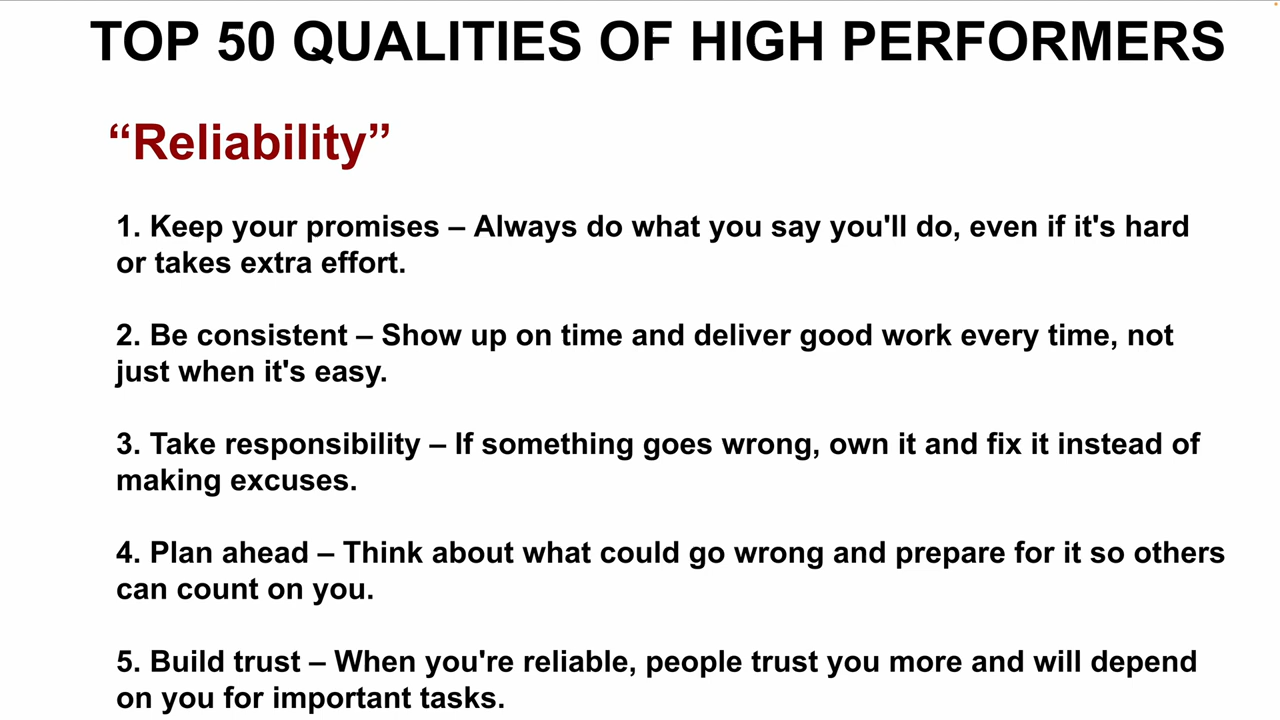 TOP 50 QUALITIES OF HIGH PERFORMERS
“Reliability”
1. Keep your promises – Always do what you say you'll do, even if it's hard
or takes extra effort.
2. Be consistent – Show up on time and deliver good work every time, not
just when it's easy.
3. Take responsibility – If something goes wrong, own it and fix it instead of
making excuses.
4. Plan ahead – Think about what could go wrong and prepare for it so others
can count on you.
5. Build trust – When you're reliable, people trust you more and will depend
on you for important tasks.